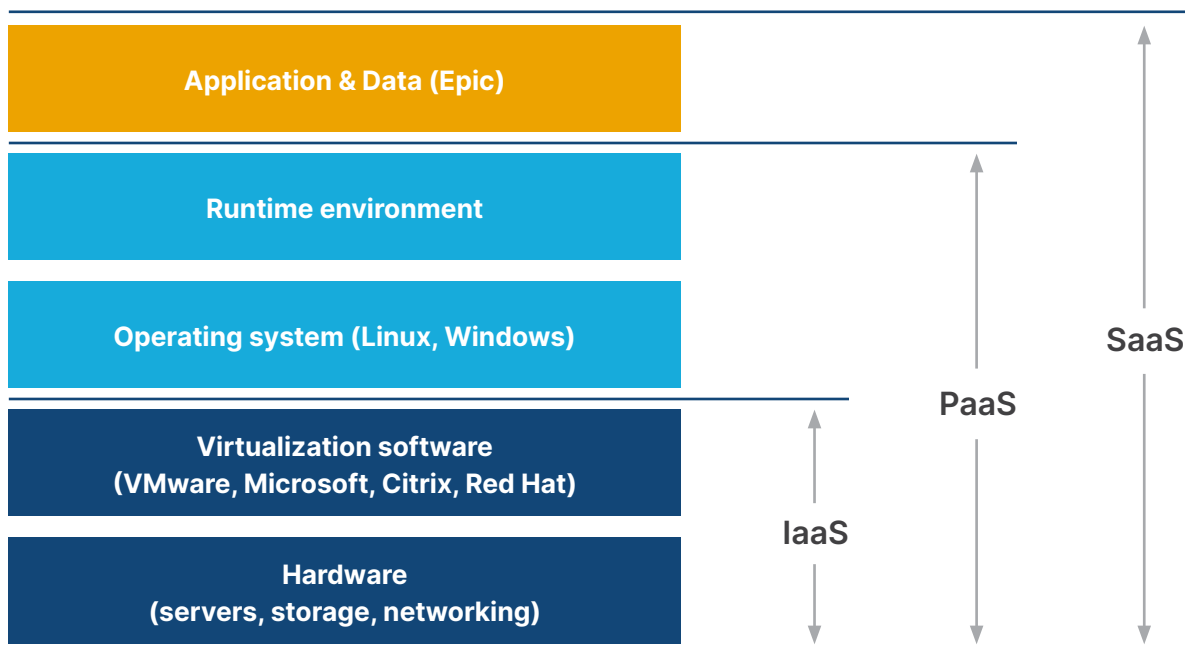 Application & Data (Epic)
Runtime environment
Operating system (Linux, Windows)
Virtualization software
(VMware, Microsoft, Citrix, Red Hat)
Hardware
(servers, storage, networking)
IaaS
PaaS
SaaS